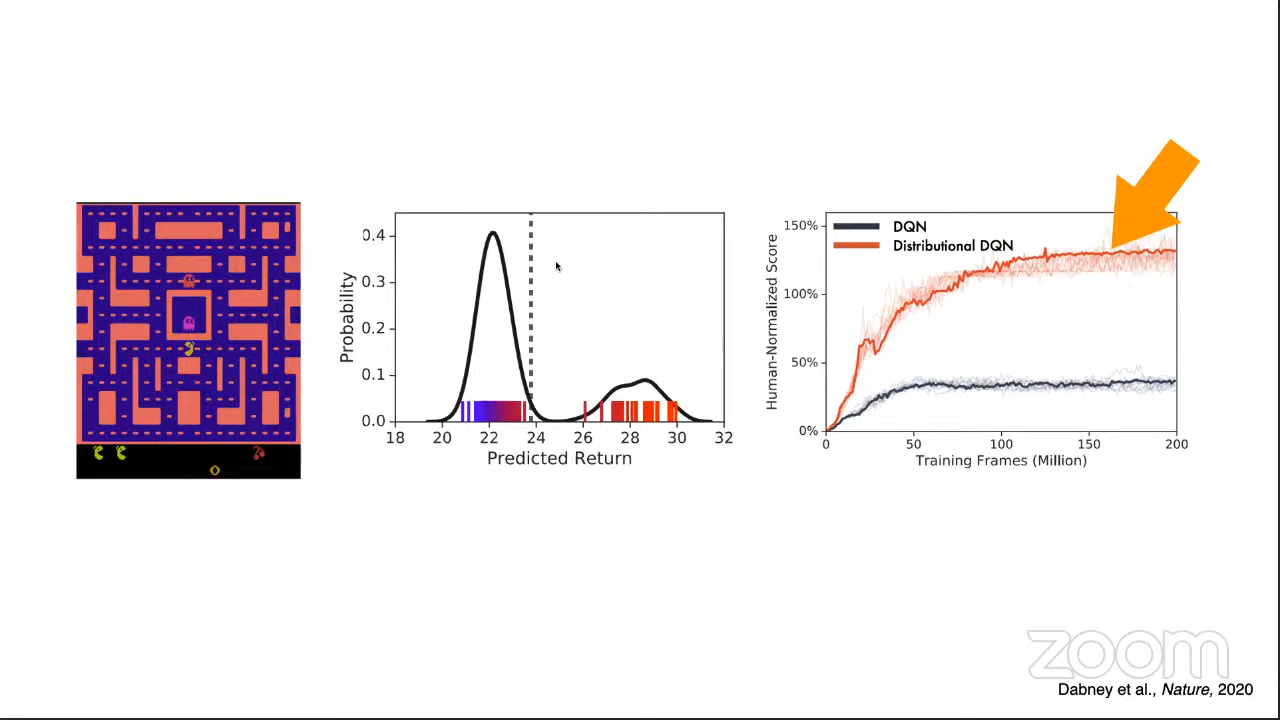 0.4
0.3
0.2
0.1
0.0
Probability
18 20 22 24 26 28 30 32
Predicted Return
DQN
Distributional DQN
150%
100%
50%
0%
Human-Normalized Score
0 50 100 150 200
Training Frames (Million)
zoom
Dabney et al., Nature, 2020